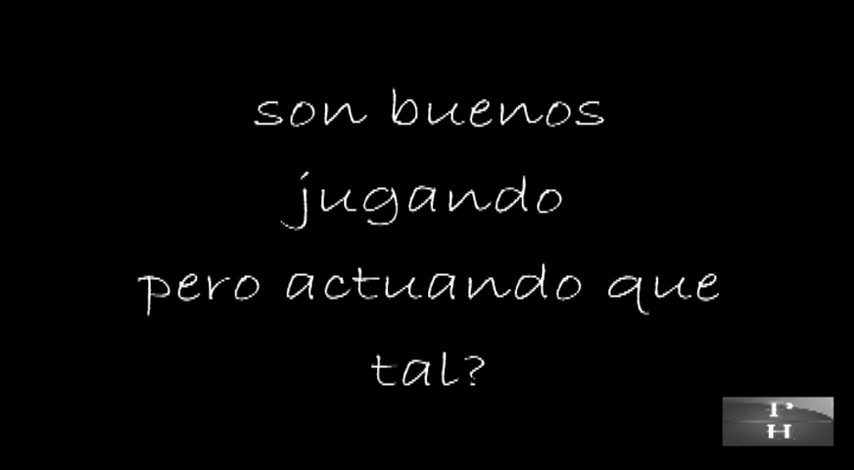 son buenos
jugando
pero actuando que
tal?
P
H